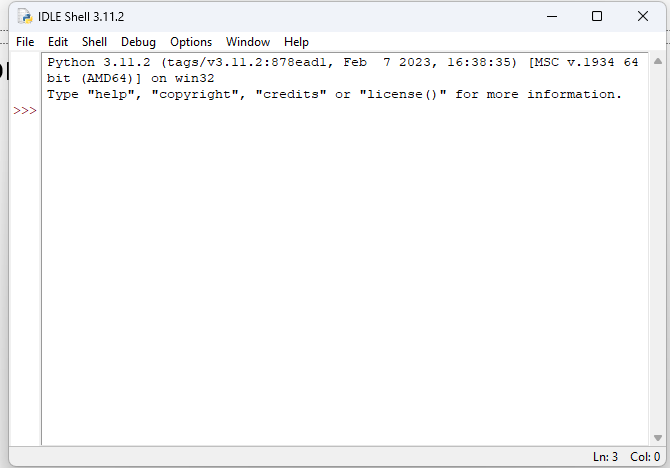 IDLE Shell 3.11.2
File Edit Shell Debug Options Window Help
Python 3.11.2 (tags/v3.11.2:878ead1, Feb  7 2023, 16:38:35) [MSC v.1934 64
bit (AMD64)] on win32
Type "help", "copyright", "credits" or "license()" for more information.
>>>
Ln: 3 Col: 0